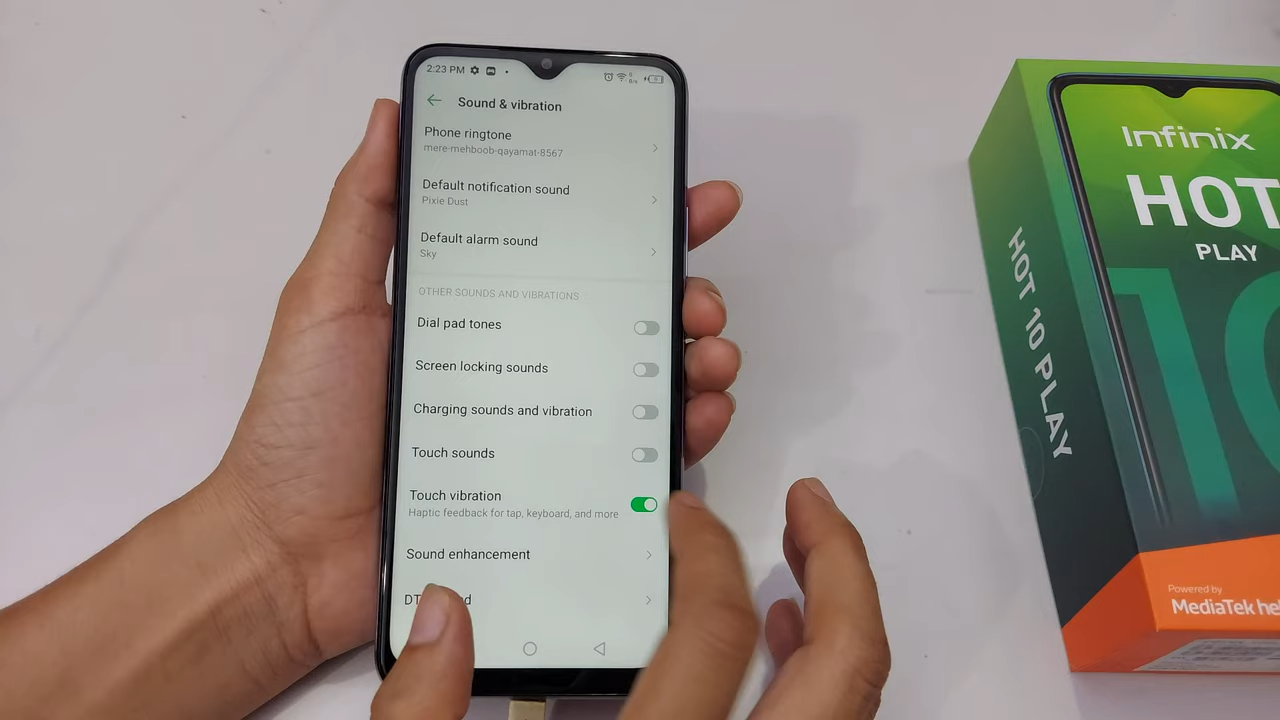 2:23 PM
Sound & vibration
Phone ringtone
mere-mehboob-qayamat-8567
Default notification sound
Pixie Dust
Default alarm sound
Sky
OTHER SOUNDS AND VIBRATIONS
Dial pad tones
Screen locking sounds
Charging sounds and vibration
Touch sounds
Touch vibration
Haptic feedback for tap, keyboard, and more
Sound enhancement
Infinix
HOT
PLAY
10
HOT 10 PLAY
Powered by
MediaTek